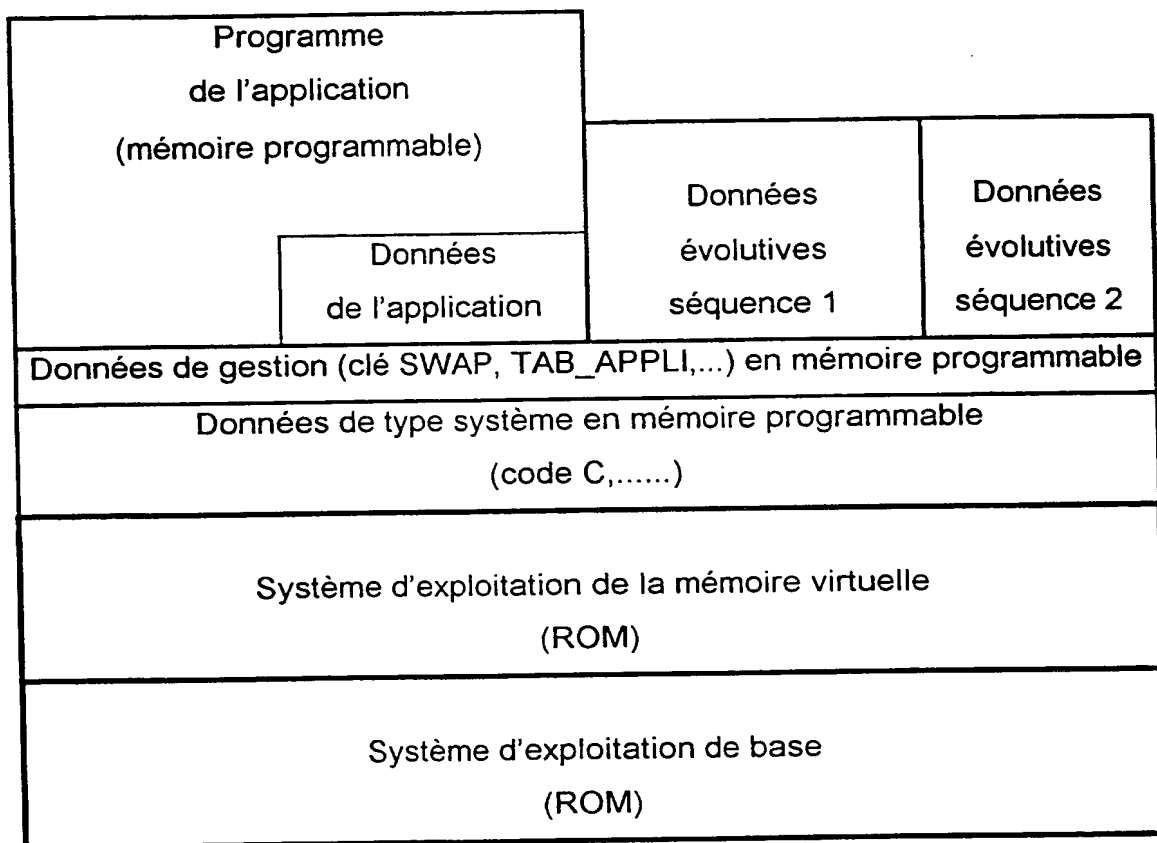 Programme
de l'application
(mémoire programmable)
Données
de l'application
Données
évolutives
séquence 1
Données
évolutives
séquence 2
Données de gestion (clé SWAP, TAB_APPLI,...) en mémoire programmable
Données de type système en mémoire programmable
(code C,......)
Système d'exploitation de la mémoire virtuelle
(ROM)
Système d'exploitation de base
(ROM)